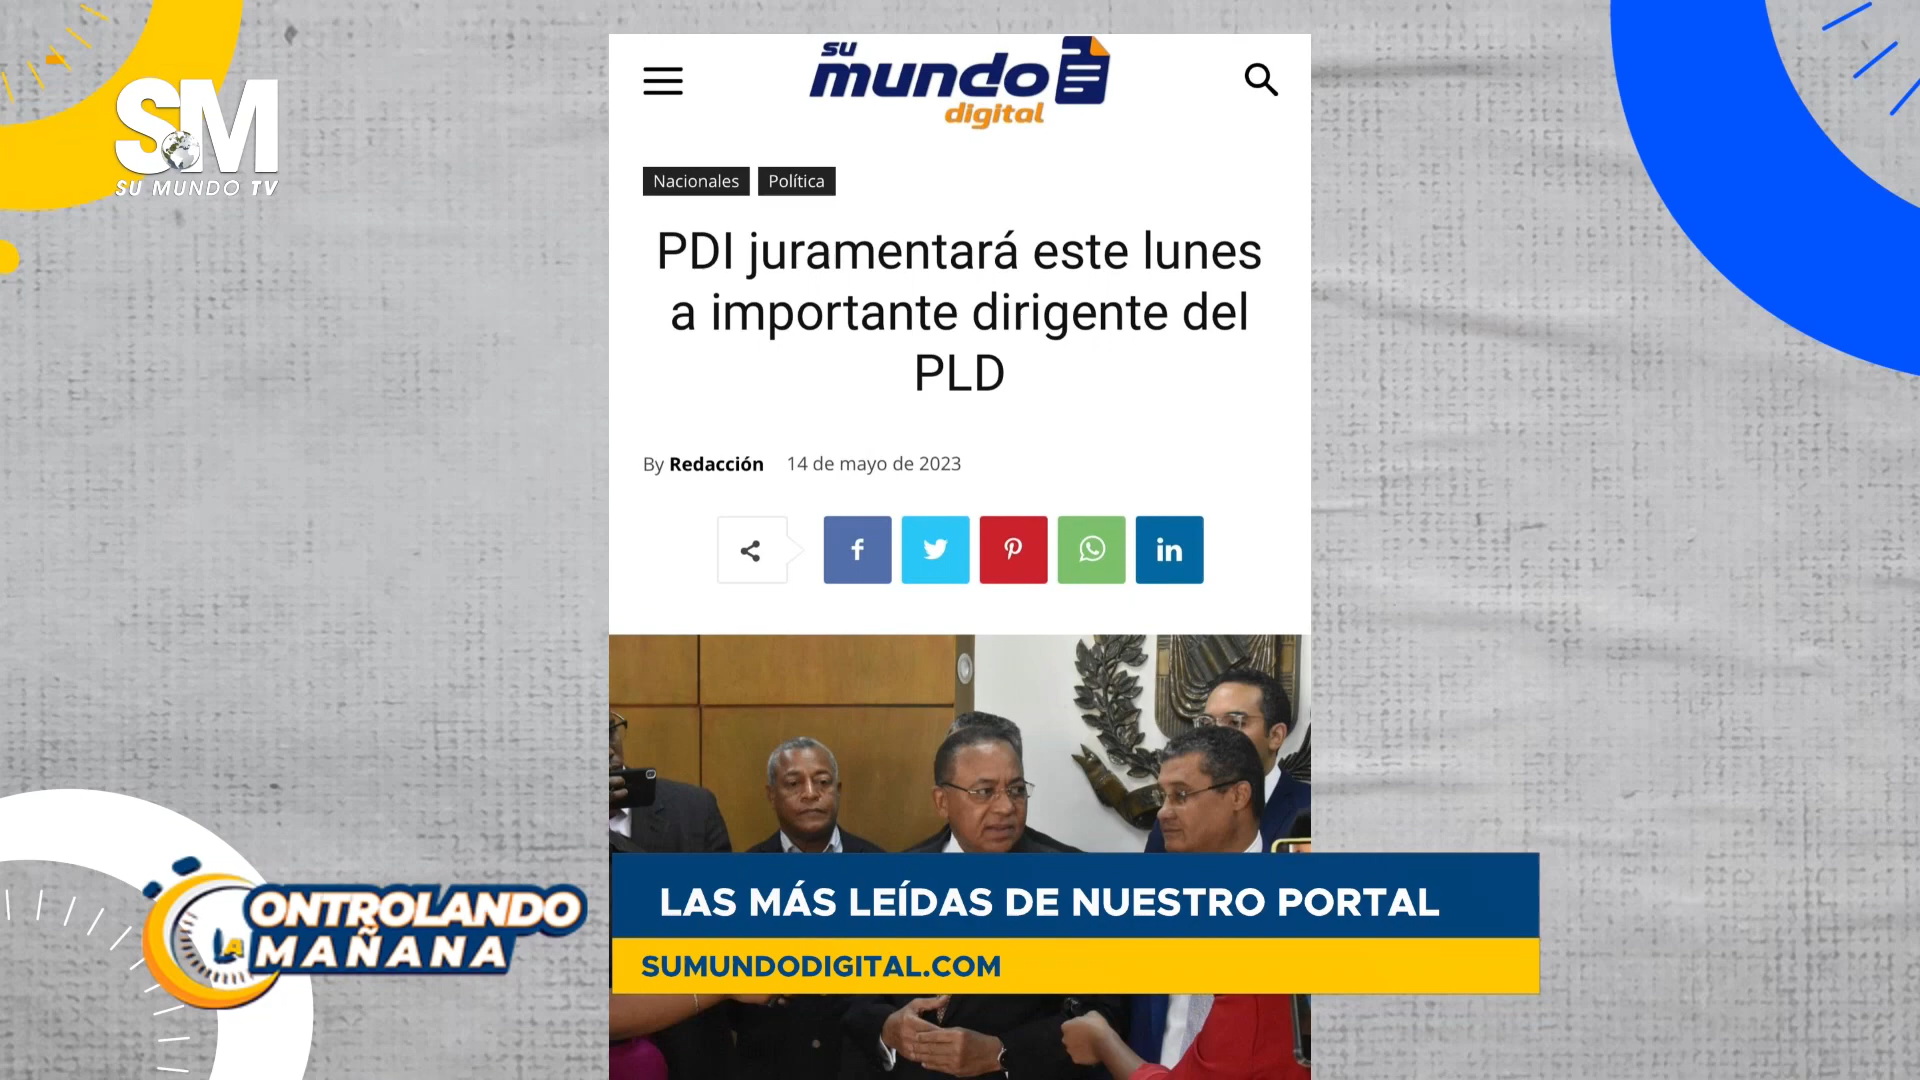 SM
SU MUNDO TV
su
mundo
digital
Nacionales Política
PDI juramentará este lunes
a importante dirigente del
PLD
By Redacción 14 de mayo de 2023
LAS MÁS LEÍDAS DE NUESTRO PORTAL
SUMUNDODIGITAL.COM
CONTROLANDO
LA MAÑANA